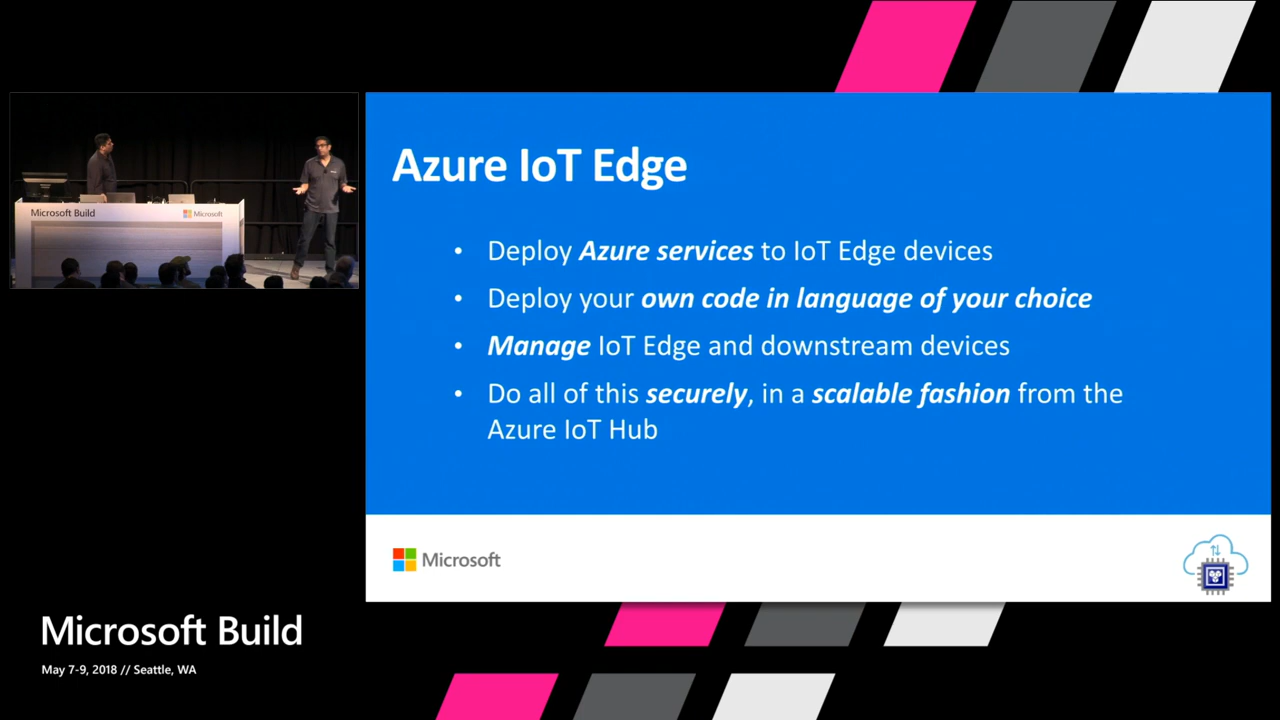 Microsoft Build
Microsoft
Azure IoT Edge
• Deploy Azure services to IoT Edge devices
• Deploy your own code in language of your choice
• Manage IoT Edge and downstream devices
• Do all of this securely, in a scalable fashion from the
Azure IoT Hub
Microsoft
Microsoft Build
May 7-9, 2018 // Seattle, WA